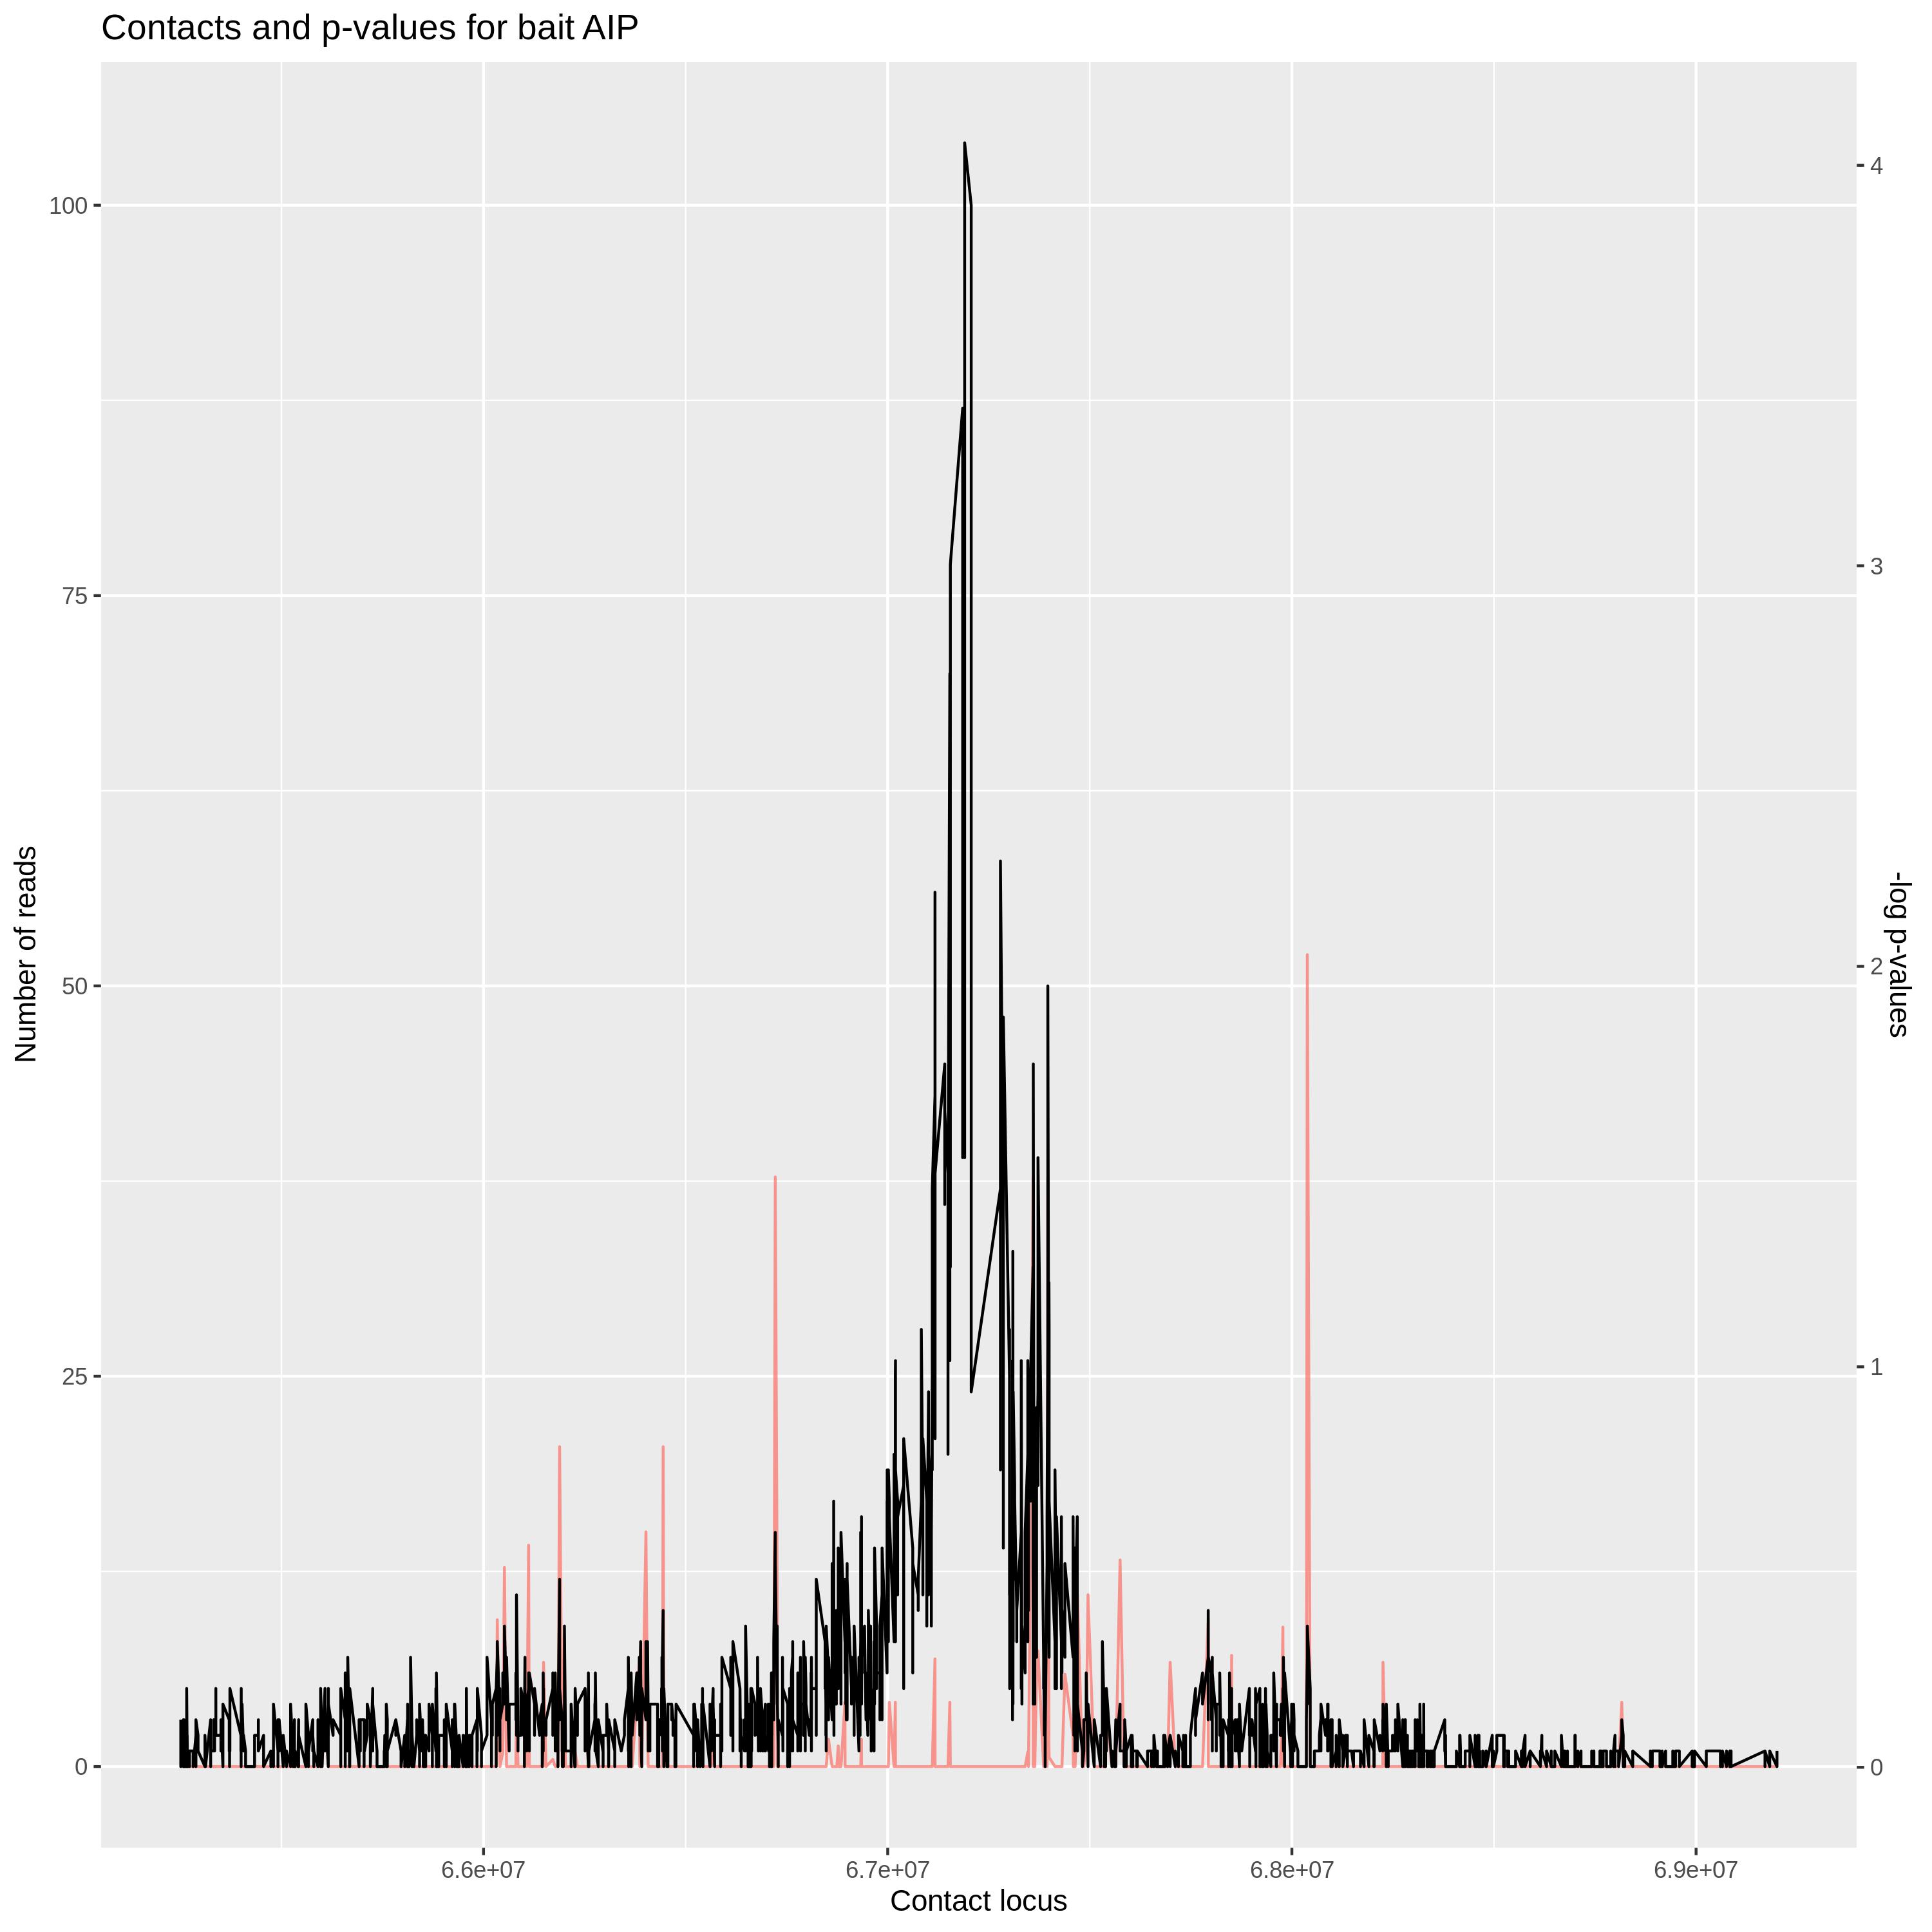 Contacts and p-values for bait AIP
Number of reads
100
75
50
25
0
4
3
2
1
0
-log p-values
6.6e+07
6.7e+07
6.8e+07
6.9e+07
Contact locus